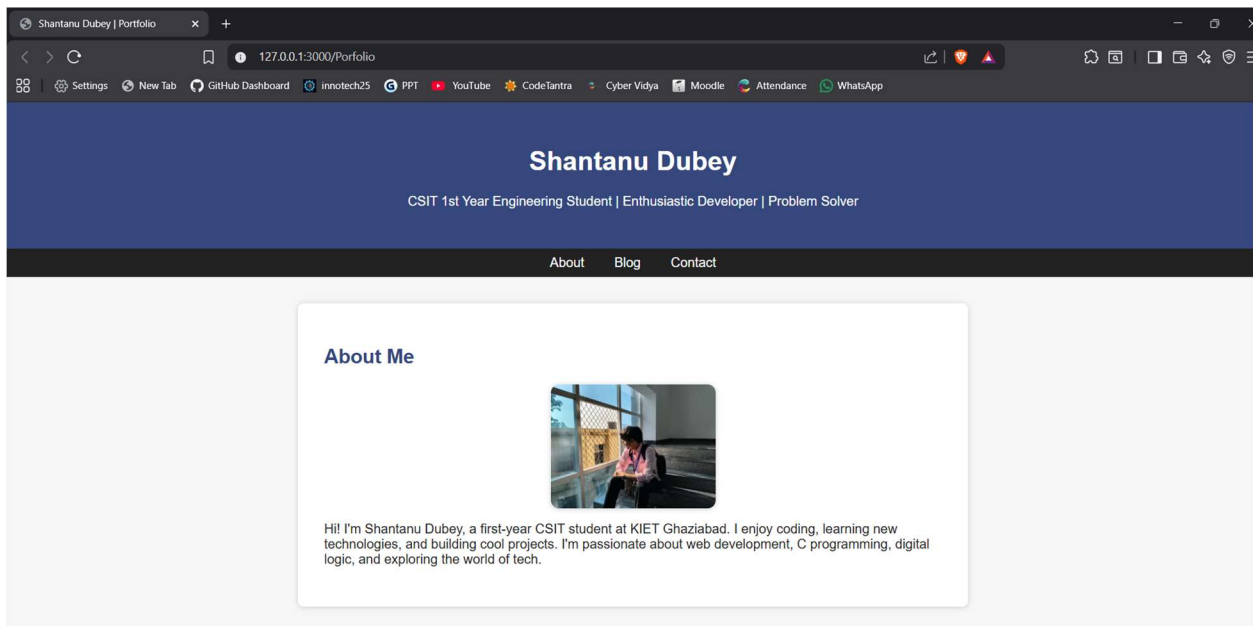 Shantanu Dubey | Portfolio
127.0.0.1:3000/Porfolio
Settings New Tab GitHub Dashboard innotech25 PPT YouTube CodeTantra Cyber Vidya Moodle Attendance WhatsApp
Shantanu Dubey
CSIT 1st Year Engineering Student | Enthusiastic Developer | Problem Solver
About Blog Contact
About Me
Hi! I'm Shantanu Dubey, a first-year CSIT student at KIET Ghaziabad. I enjoy coding, learning new
technologies, and building cool projects. I'm passionate about web development, C programming, digital
logic, and exploring the world of tech.